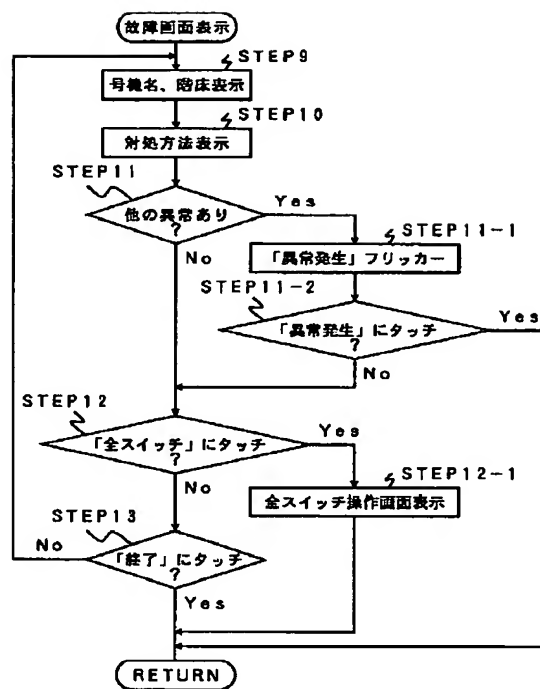 故障画面表示
STEP9
号機名、階床表示
STEP10
対処方法表示
STEP11
他の異常あり
?
Yes
No
STEP11-1
「異常発生」フリッカー
STEP11-2
「異常発生」にタッチ
?
Yes
No
STEP12
「全スイッチ」にタッチ
?
Yes
No
STEP12-1
全スイッチ操作画面表示
STEP13
No
「終了」にタッチ
?
Yes
RETURN